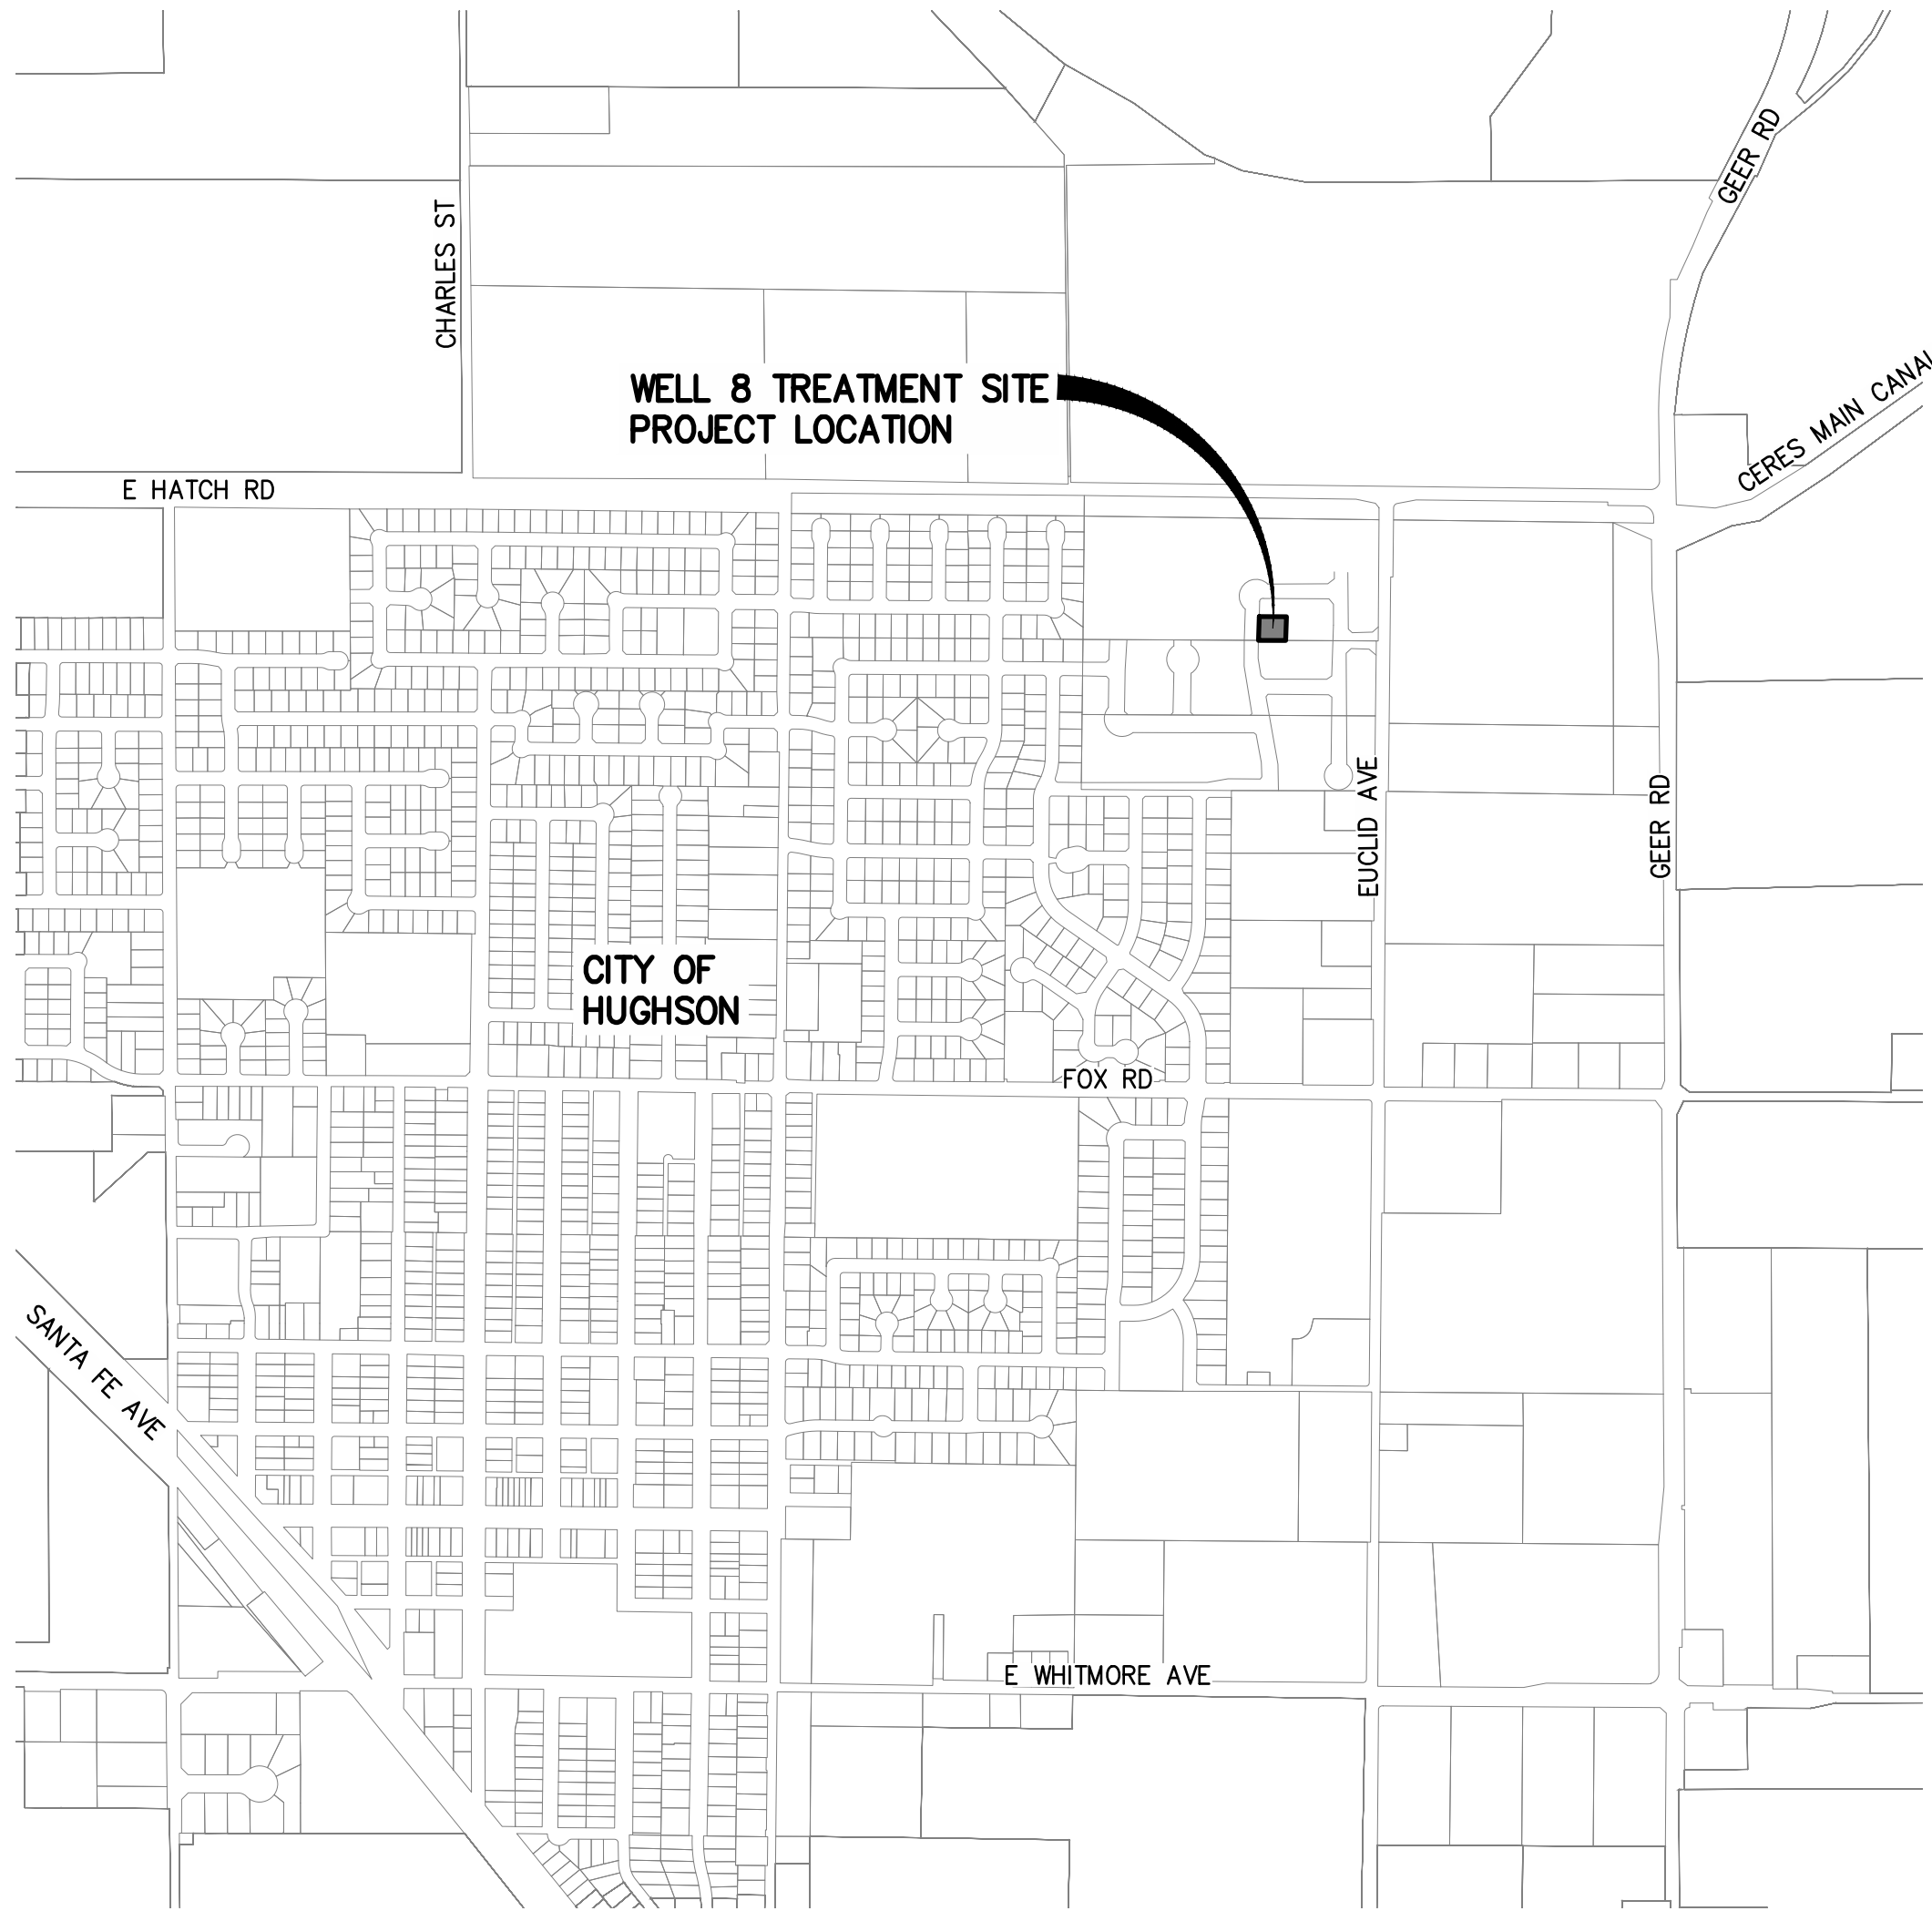 GEER RD
CHARLES ST
WELL 8 TREATMENT SITE
PROJECT LOCATION
CERES MAIN CANAL
E HATCH RD
EUCLID AVE
GEER RD
CITY OF
HUGHSON
FOX RD
SANTA FE AVE
E WHITMORE AVE